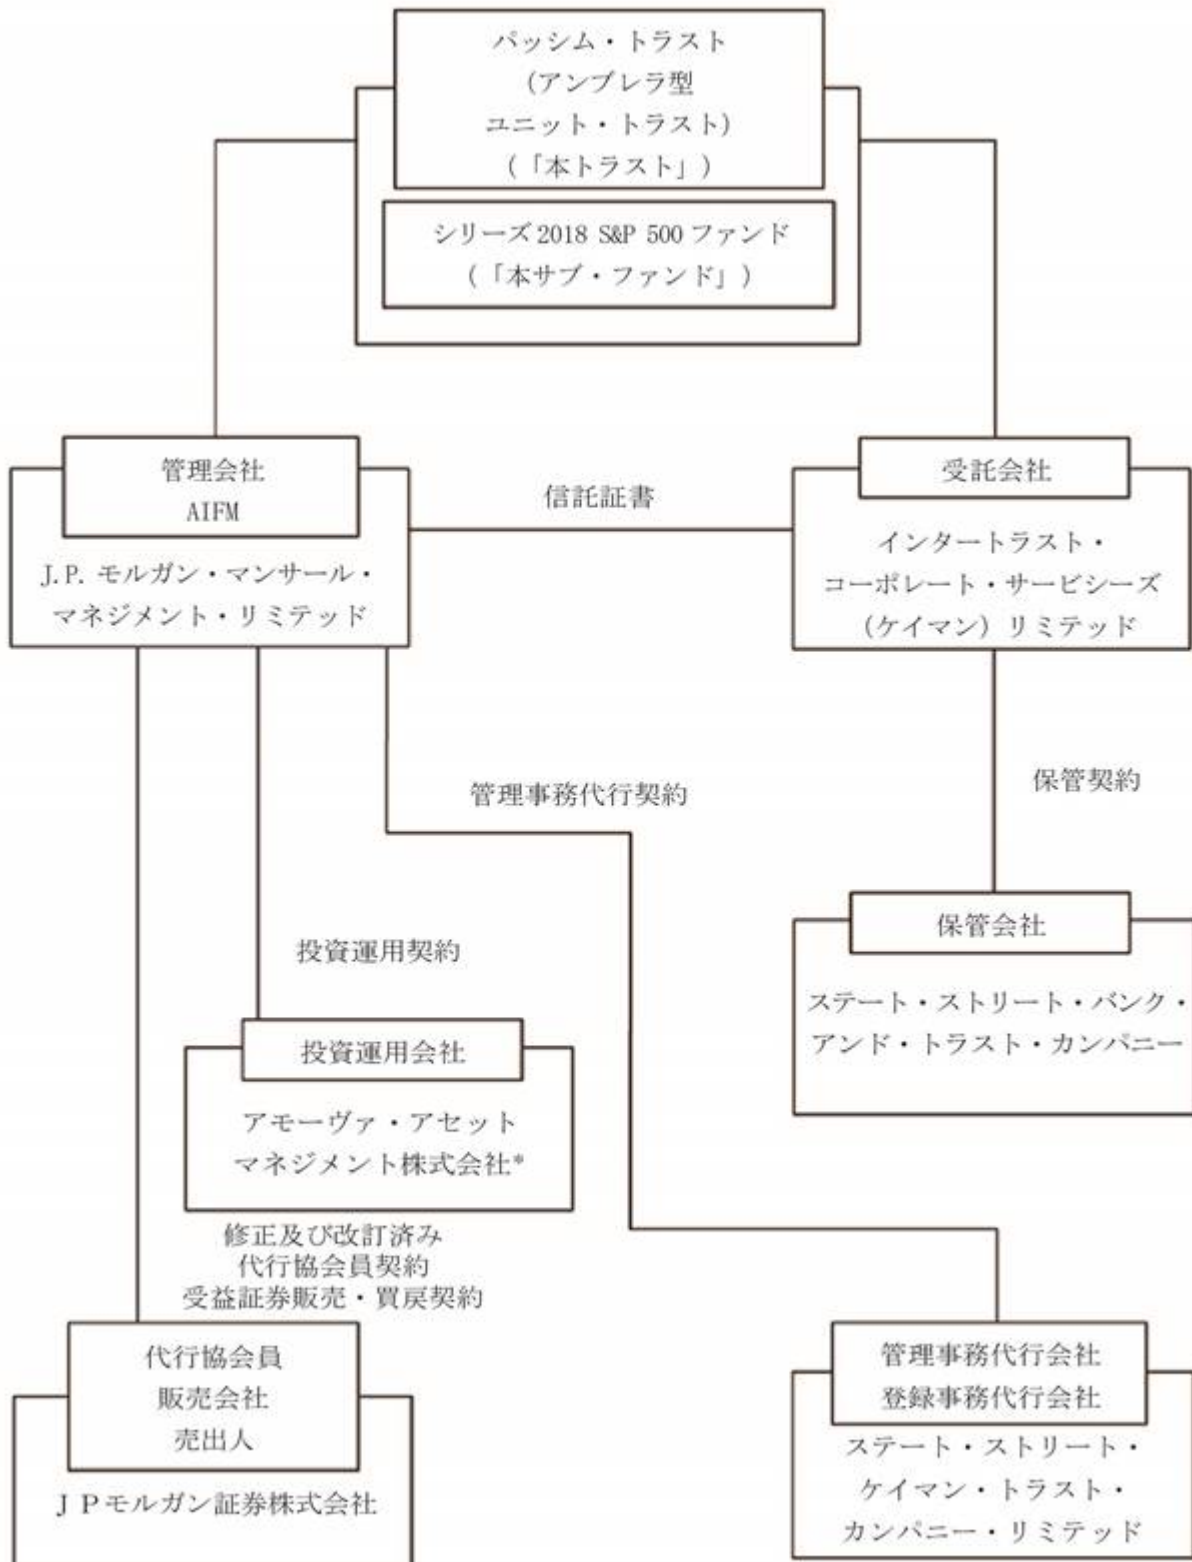 パッシム・トラスト
（アンブレラ型
ユニット・トラスト）
（「本トラスト」）
シリーズ 2018 S&P 500 ファンド
（「本サブ・ファンド」）
管理会社
AIFM
J.P. モルガン・マンサール・
マネジメント・リミテッド
信託証書
受託会社
インタートラスト・
コーポレート・サービシーズ
（ケイマン）リミテッド
管理事務代行契約
保管契約
保管会社
ステート・ストリート・バンク・
アンド・トラスト・カンパニー
投資運用契約
投資運用会社
アモーヴァ・アセット
マネジメント株式会社*
修正及び改訂済み
代行協会員契約
受益証券販売・買戻契約
代行協会員
販売会社
売出人
ＪＰモルガン証券株式会社
管理事務代行会社
登録事務代行会社
ステート・ストリート・
ケイマン・トラスト・
カンパニー・リミテッド